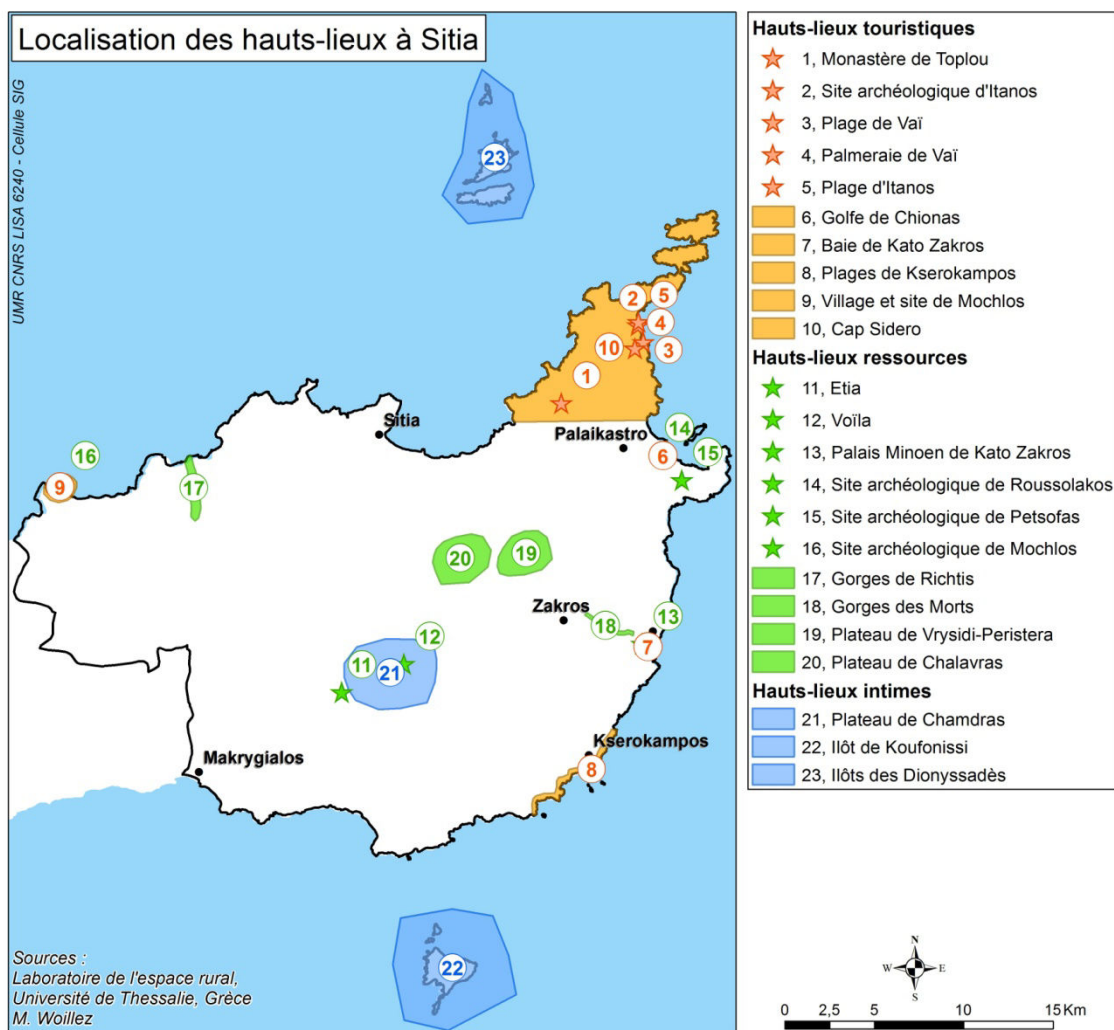 Localisation des hauts-lieux à Sitia
UMR CNRS LISA 6240 - Cellule SIG
23
2
5
4
10
3
1
Sitia
Palaikastro
14
6
15
16
9
17
20
19
Zakros
18
13
7
12
11
21
Makrygialos
Kserokampos
8
22
Sources :
Laboratoire de l'espace rural,
Université de Thessalie, Grèce
M. Woillez
Hauts-lieux touristiques
1, Monastère de Toplou
2, Site archéologique d'Itanos
3, Plage de Vaï
4, Palmeraie de Vaï
5, Plage d'Itanos
6, Golfe de Chionas
7, Baie de Kato Zakros
8, Plages de Kserokampos
9, Village et site de Mochlos
10, Cap Sidero
Hauts-lieux ressources
11, Etia
12, Voïla
13, Palais Minoen de Kato Zakros
14, Site archéologique de Roussolakos
15, Site archéologique de Petsofas
16, Site archéologique de Mochlos
17, Gorges de Richtis
18, Gorges des Morts
19, Plateau de Vrysidi-Peristera
20, Plateau de Chalavras
Hauts-lieux intimes
21, Plateau de Chamdras
22, Ilôt de Koufonissi
23, Ilôts des Dionyssadès
N
W E
S
0 2,5 5 10 15 Km